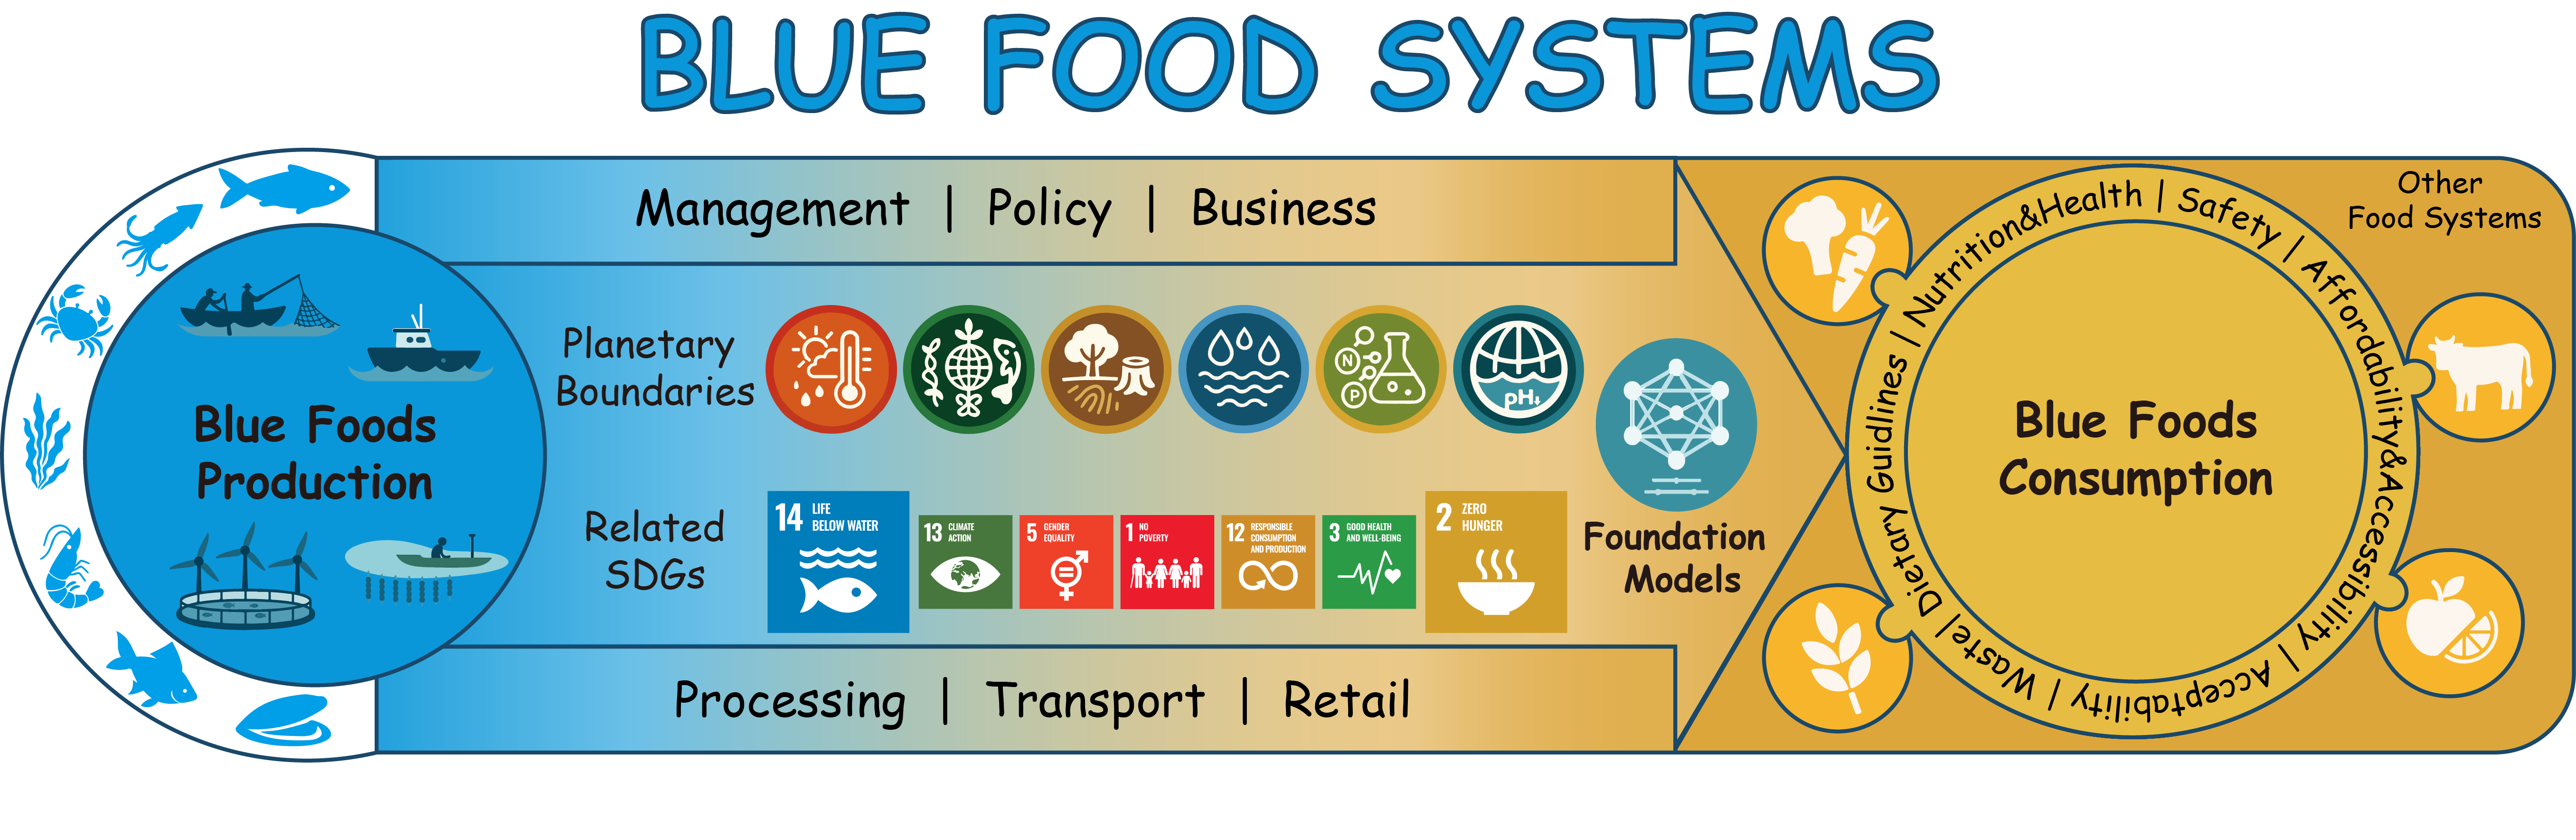 BLUE FOOD SYSTEMS
Management | Policy | Business
Blue Foods
Production
Planetary
Boundaries
N
P
pH↓
Related
SDGs
14 LIFE
BELOW WATER
13 CLIMATE
ACTION
5 GENDER
EQUALITY
1 NO
POVERTY
12 RESPONSIBLE
CONSUMPTION
AND PRODUCTION
3 GOOD HEALTH
AND WELL-BEING
2 ZERO
HUNGER
Foundation
Models
Processing | Transport | Retail
Other
Food Systems
Dietary Guidlines | Nutrition&Health | Safety | Affordability&Accessibility | Acceptability | Waste|
Blue Foods
Consumption